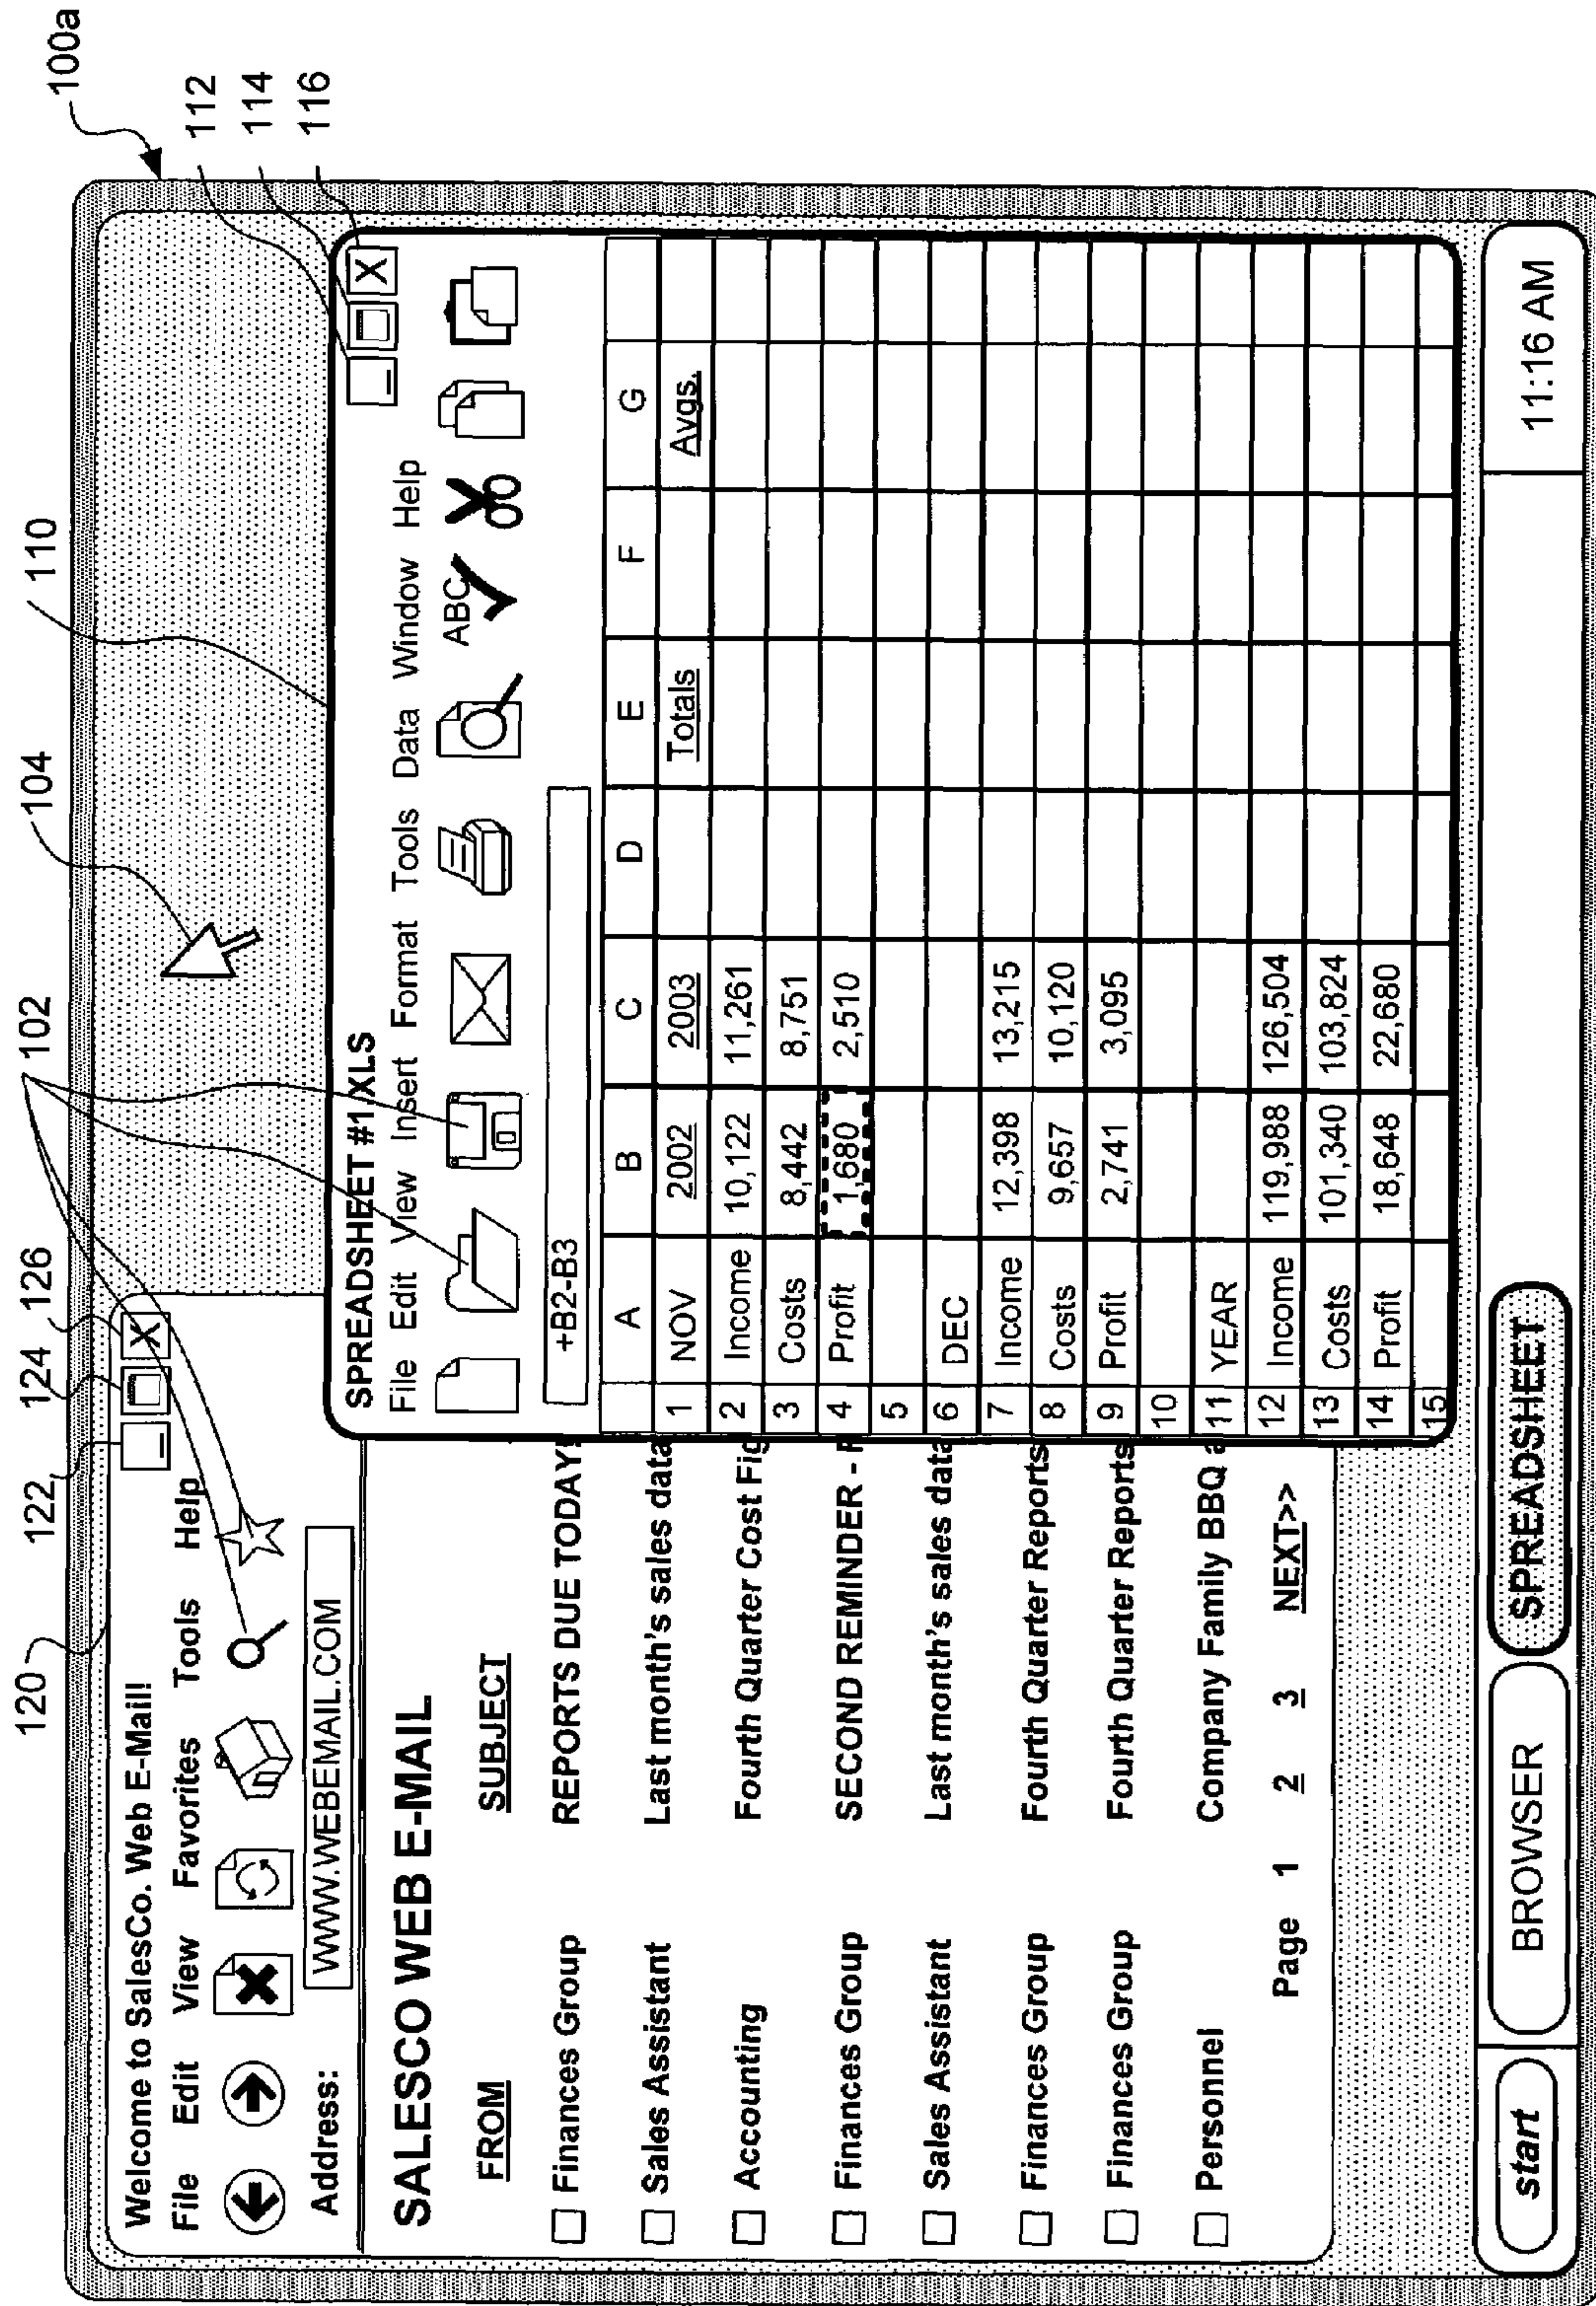 100a
112
114
116
110
104
102
120
122
124
126
Welcome to SalesCo. Web E-Mail!
File Edit View Favorites Tools Help
Address: WWW.WEBEMAIL.COM
SALESCO WEB E-MAIL
FROM SUBJECT
Finances Group REPORTS DUE TODAY!
Sales Assistant Last month's sales data
Accounting Fourth Quarter Cost Fig
Finances Group SECOND REMINDER -
Sales Assistant Last month's sales data
Finances Group Fourth Quarter Reports
Finances Group Fourth Quarter Reports
Personnel Company Family BBQ a
Page 1 2 3 NEXT>>
SPREADSHEET #1.XLS
File Edit View Insert Format Tools Data Window Help
ABC
+B2-B3
A B C D E F G
1 NOV 2002 2003 Totals Avgs.
2 Income 10,122 11,261
3 Costs 8,442 8,751
4 Profit 1,680 2,510
5
6 DEC
7 Income 12,398 13,215
8 Costs 9,657 10,120
9 Profit 2,741 3,095
10
11 YEAR
12 Income 119,988 126,504
13 Costs 101,340 103,824
14 Profit 18,648 22,680
15
start BROWSER SPREADSHEET 11:16 AM